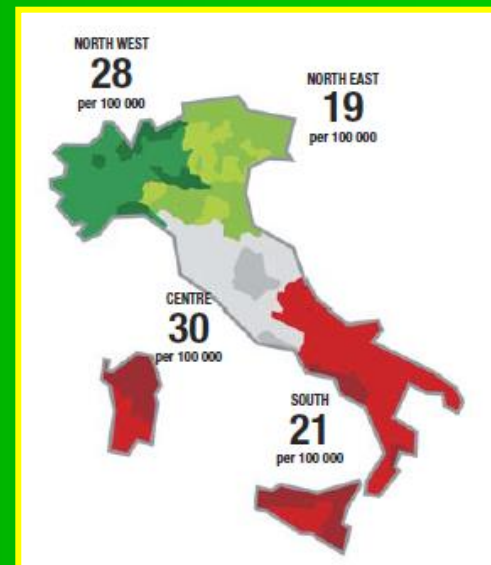 NORTH WEST
28
per 100 000
NORTH EAST
19
per 100 000
CENTRE
30
per 100 000
SOUTH
21
per 100 000